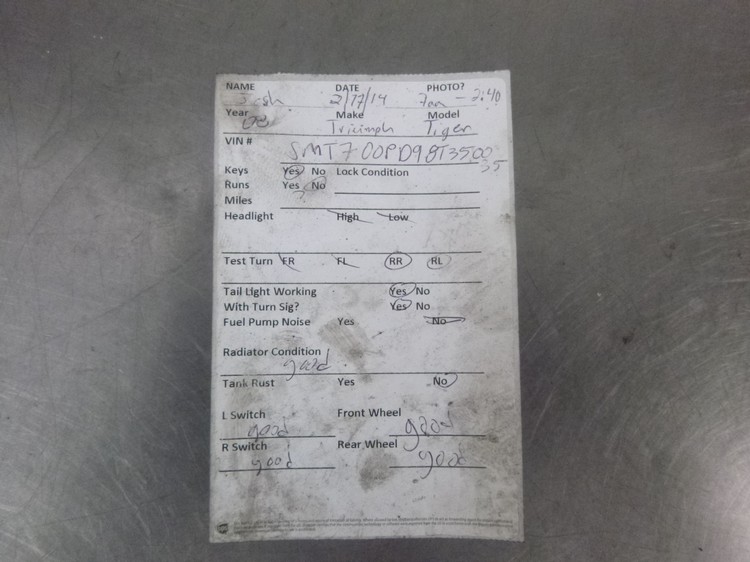 NAME DATE PHOTO?
2/17/14 - 2:40
Year 08 Make Model
Triumph Tiger
VIN # SMT700PD98T3500
35
Keys Yes No Lock Condition
Runs Yes No
?
Miles
Headlight High Low
Test Turn FR FL RR RL
Tail Light Working Yes No
With Turn Sig? Yes No
Fuel Pump Noise Yes No
Radiator Condition
good
Tank Rust Yes No
L Switch Front Wheel
good good
R Switch Rear Wheel
good good